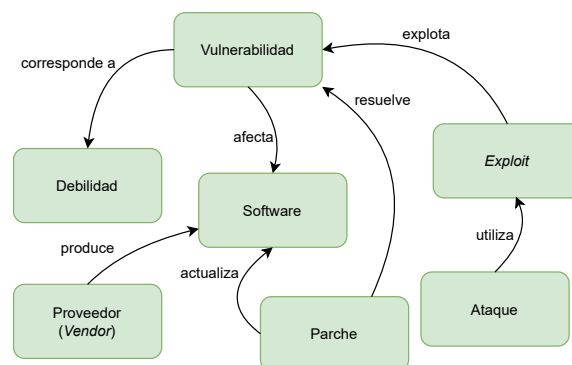 explota
Vulnerabilidad
corresponde a
resuelve
afecta
Exploit
Debilidad
Software
utiliza
produce
actualiza
Proveedor
(Vendor)
Parche
Ataque